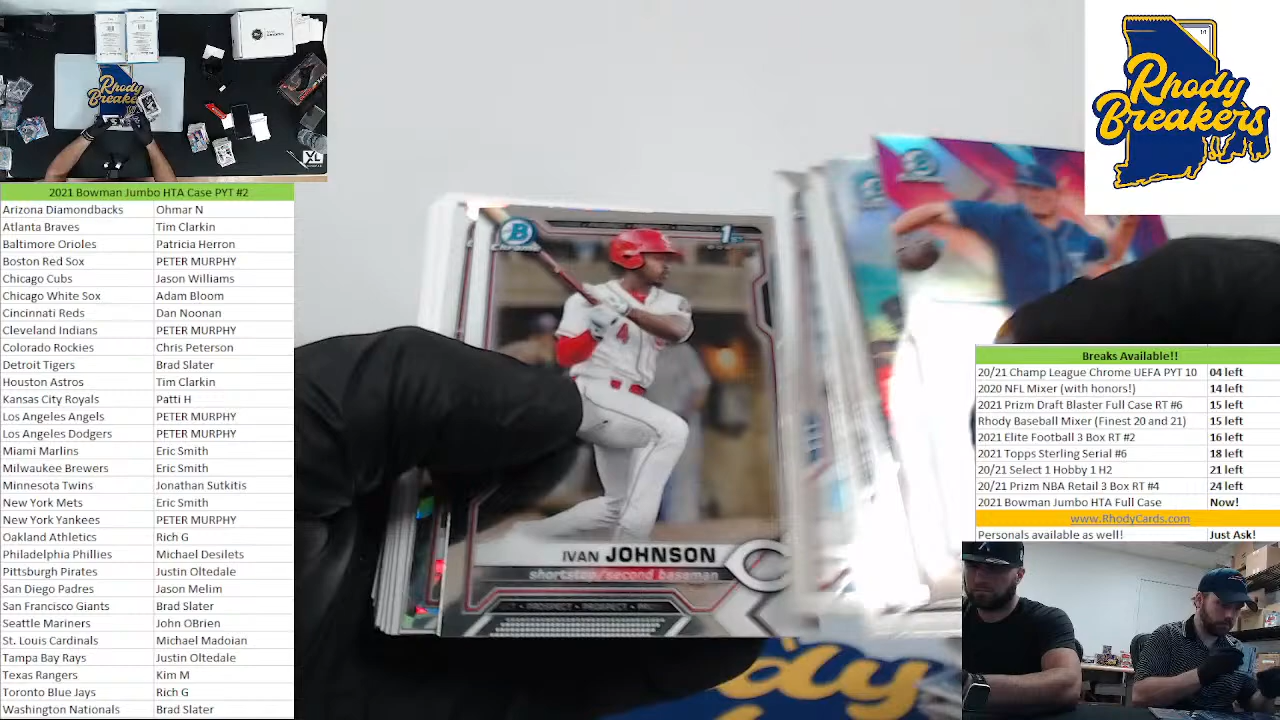 2021 Bowman Jumbo HTA Case PYT #2
Arizona Diamondbacks Ohmar N
Atlanta Braves Tim Clarkin
Baltimore Orioles Patricia Herron
Boston Red Sox PETER MURPHY
Chicago Cubs Jason Williams
Chicago White Sox Adam Bloom
Cincinnati Reds Dan Noonan
Cleveland Indians PETER MURPHY
Colorado Rockies Chris Peterson
Detroit Tigers Brad Slater
Houston Astros Tim Clarkin
Kansas City Royals Patti H
Los Angeles Angels PETER MURPHY
Los Angeles Dodgers PETER MURPHY
Miami Marlins Eric Smith
Milwaukee Brewers Eric Smith
Minnesota Twins Jonathan Sutkitis
New York Mets Eric Smith
New York Yankees PETER MURPHY
Oakland Athletics Rich G
Philadelphia Phillies Michael Desilets
Pittsburgh Pirates Justin Oltedale
San Diego Padres Jason Melim
San Francisco Giants Brad Slater
Seattle Mariners John OBrien
St. Louis Cardinals Michael Madoian
Tampa Bay Rays Justin Oltedale
Texas Rangers Kim M
Toronto Blue Jays Rich G
Washington Nationals Brad Slater
Rhody
Breakers
XL
B
Chrome
1st
4
IVAN JOHNSON
shortstop/second baseman
PROSPECT PROSPECT
Rhody
Breakers
Breaks Available!!
20/21 Champ League Chrome UEFA PYT 10 04 left
2020 NFL Mixer (with honors!) 14 left
2021 Prizm Draft Blaster Full Case RT #6 15 left
Rhody Baseball Mixer (Finest 20 and 21) 15 left
2021 Elite Football 3 Box RT #2 16 left
2021 Topps Sterling Serial #6 18 left
20/21 Select 1 Hobby 1 H2 21 left
20/21 Prizm NBA Retail 3 Box RT #4 24 left
2021 Bowman Jumbo HTA Full Case Now!
www.RhodyCards.com
Personals available as well! Just Ask!